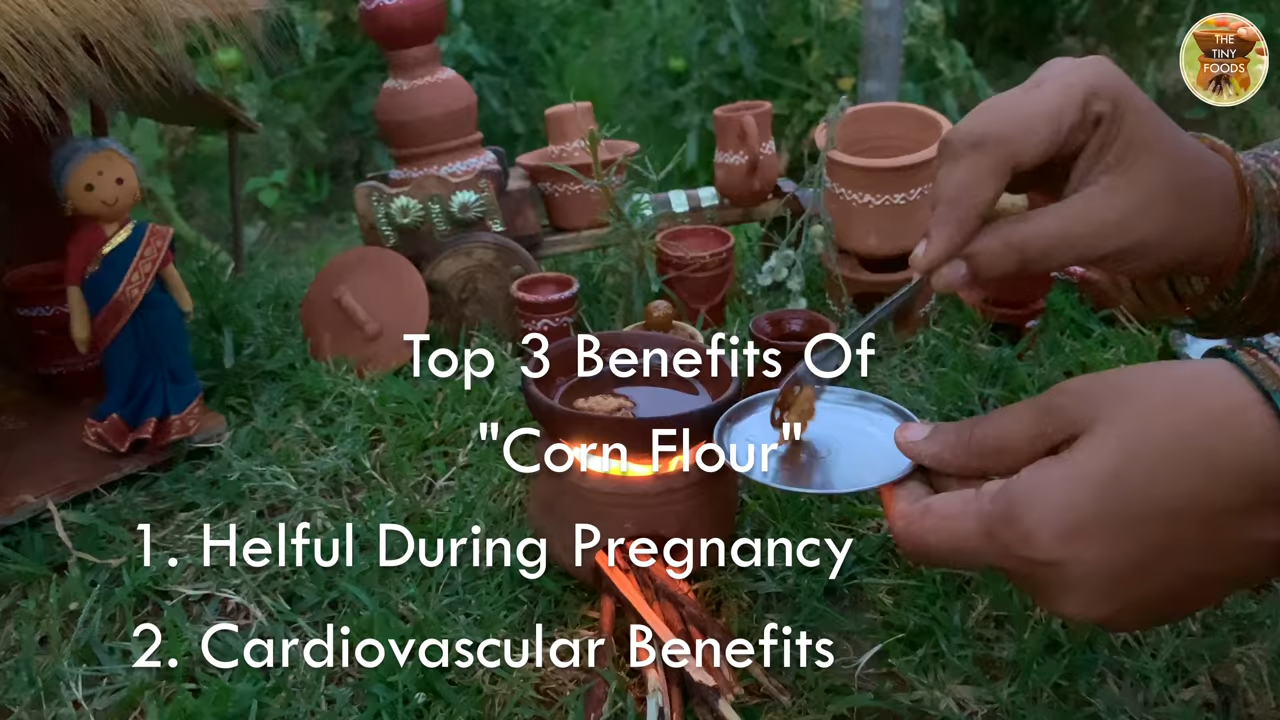 THE
TINY
FOODS
Top 3 Benefits Of
"Corn Flour"
1. Helful During Pregnancy
2. Cardiovascular Benefits